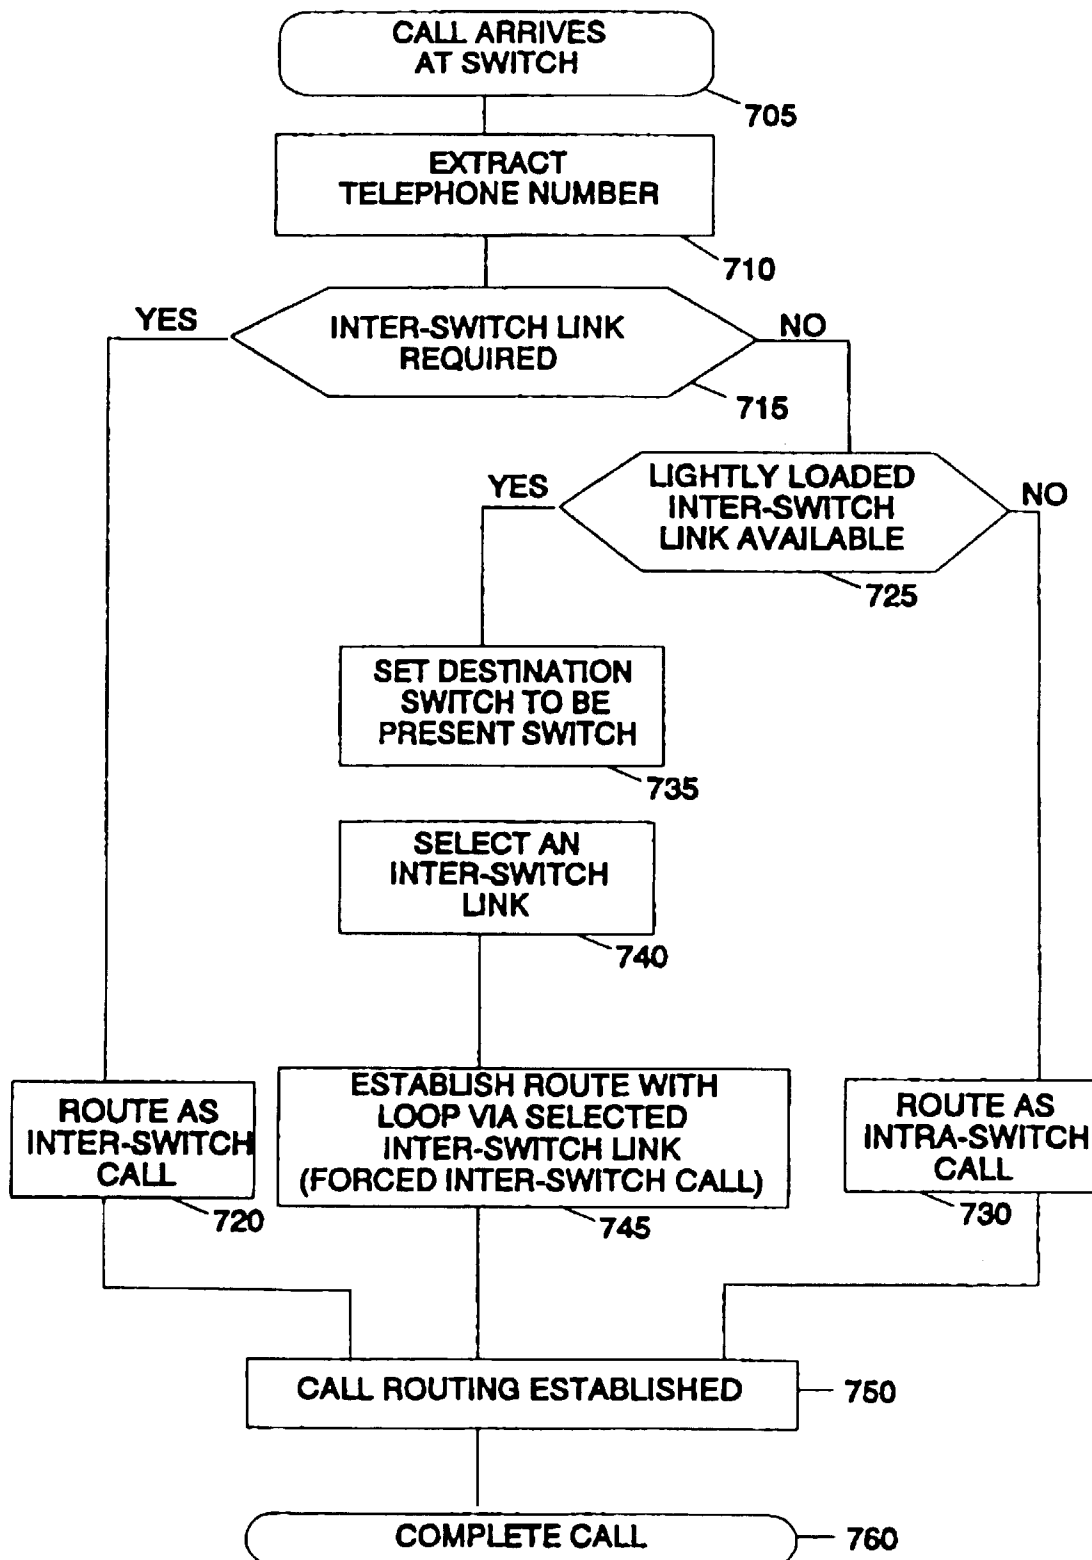 CALL ARRIVES
AT SWITCH
705
EXTRACT
TELEPHONE NUMBER
710
YES
INTER-SWITCH LINK
REQUIRED
NO
715
YES
LIGHTLY LOADED
INTER-SWITCH
LINK AVAILABLE
NO
725
SET DESTINATION
SWITCH TO BE
PRESENT SWITCH
735
SELECT AN
INTER-SWITCH
LINK
740
ROUTE AS
INTER-SWITCH
CALL
720
ESTABLISH ROUTE WITH
LOOP VIA SELECTED
INTER-SWITCH LINK
(FORCED INTER-SWITCH CALL)
745
ROUTE AS
INTRA-SWITCH
CALL
730
CALL ROUTING ESTABLISHED
750
COMPLETE CALL
760